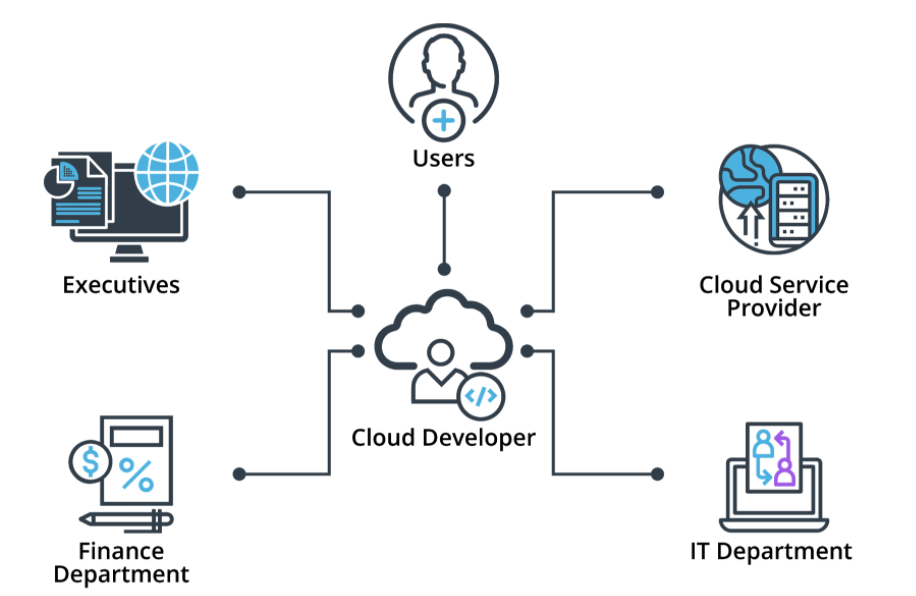 Users
Executives
Cloud Service
Provider
$
</>
%
Cloud Developer
Finance
Department
IT Department